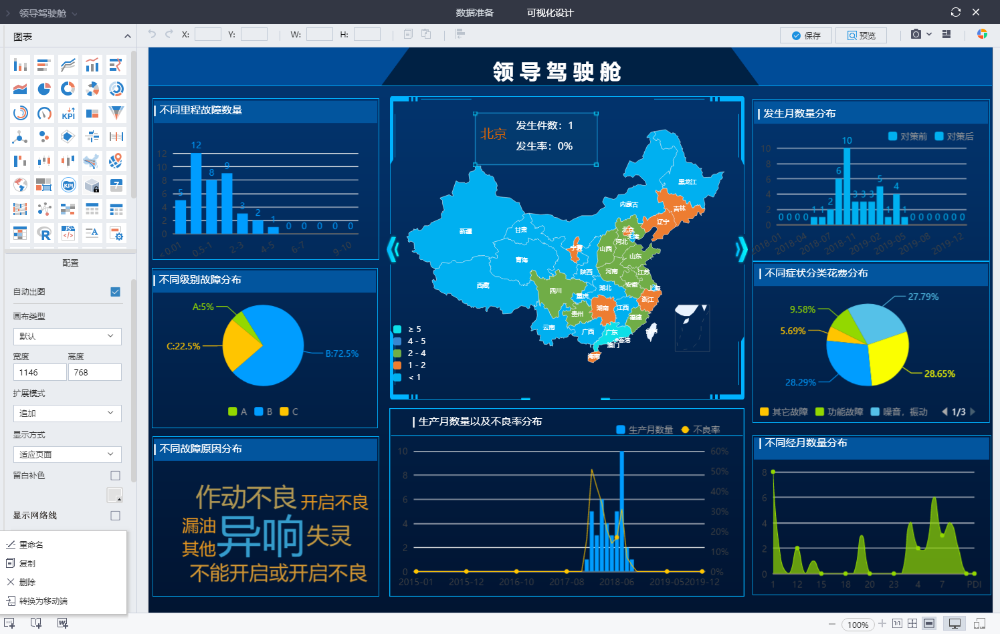 领导驾驶舱
数据准备
可视化设计
图表
X:
Y:
W:
H:
保存
预览
KPI
KPI
7
R
JS
A
配置
自动出图
画布类型
默认
宽度
高度
1146
768
扩展模式
追加
显示方式
适应页面
留白补色
显示网络线
重命名
复制
删除
转换为移动端
领导驾驶舱
不同里程故障数量
12
10
8
6
4
2
0
5
12
8
9
3
2
1
0
0
0
0
0
<0.01
0.5-1
2-3
4-5
6-7
9-10
不同级别故障分布
A:5%
C:22.5%
B:72.5%
A
B
C
不同故障原因分布
作动不良
开启不良
漏油
异响
失灵
其他
不能开启或开启不良
北京
发生件数：1
发生率：0%
黑龙江
内蒙古
吉林
辽宁
新疆
甘肃
北京
天津
河北
宁夏
山西
青海
山东
陕西
河南
江苏
西藏
安徽
上海
四川
湖北
重庆
浙江
湖南
江西
贵州
福建
云南
广西
广东
台湾
香港
澳门
海南
≥ 5
4 - 5
2 - 4
1 - 2
< 1
生产月数量以及不良率分布
生产月数量
不良率
10
8
6
4
2
0
60%
50%
40%
30%
20%
10%
0%
2015-01
2015-12
2016-10
2017-08
2018-06
2019-05
2019-12
发生月数量分布
对策前
对策后
10
8
6
4
2
0
0
0
0
0
1
1
2
6
10
3
3
3
5
1
4
1
0
0
0
0
0
0
0
2018-01
2018-04
2018-07
2018-11
2019-02
2019-05
2019-08
2019-12
不同症状分类花费分布
27.79%
9.58%
5.69%
28.29%
28.65%
其它故障
功能故障
噪音，振动
1/3
不同经月数量分布
8
6
4
2
0
1
12
15
18
20
23
4
7
PDI
W
1:1
100%